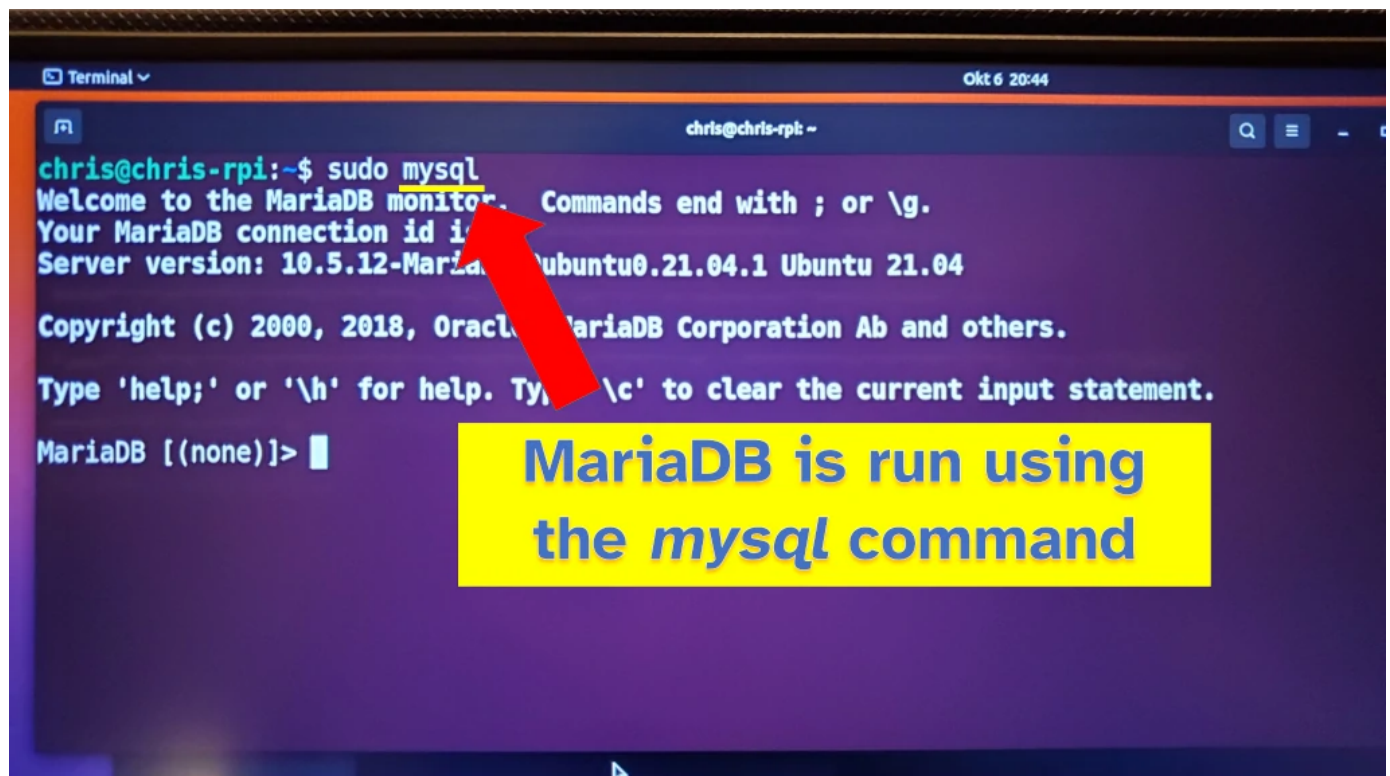 Terminal
Okt 6 20:44
chris@chris-rpi: ~
chris@chris-rpi:~$ sudo mysql
Welcome to the MariaDB monitor. Commands end with ; or \g.
Your MariaDB connection id is
Server version: 10.5.12-MariaDB ubuntu0.21.04.1 Ubuntu 21.04
Copyright (c) 2000, 2018, Oracle, MariaDB Corporation Ab and others.
Type 'help;' or '\h' for help. Type '\c' to clear the current input statement.
MariaDB [(none)]>
MariaDB is run using
the mysql command